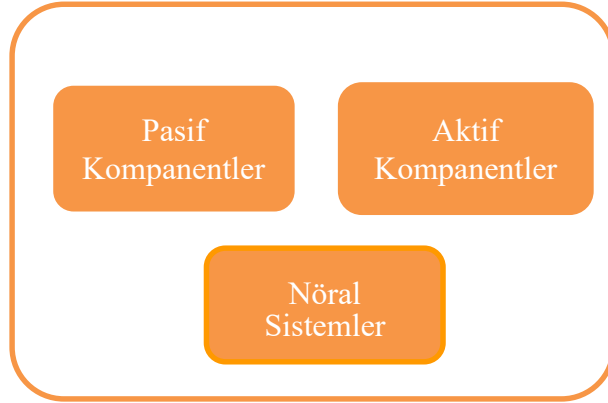 Pasif
Kompanentler
Aktif
Kompanentler
Nöral
Sistemler